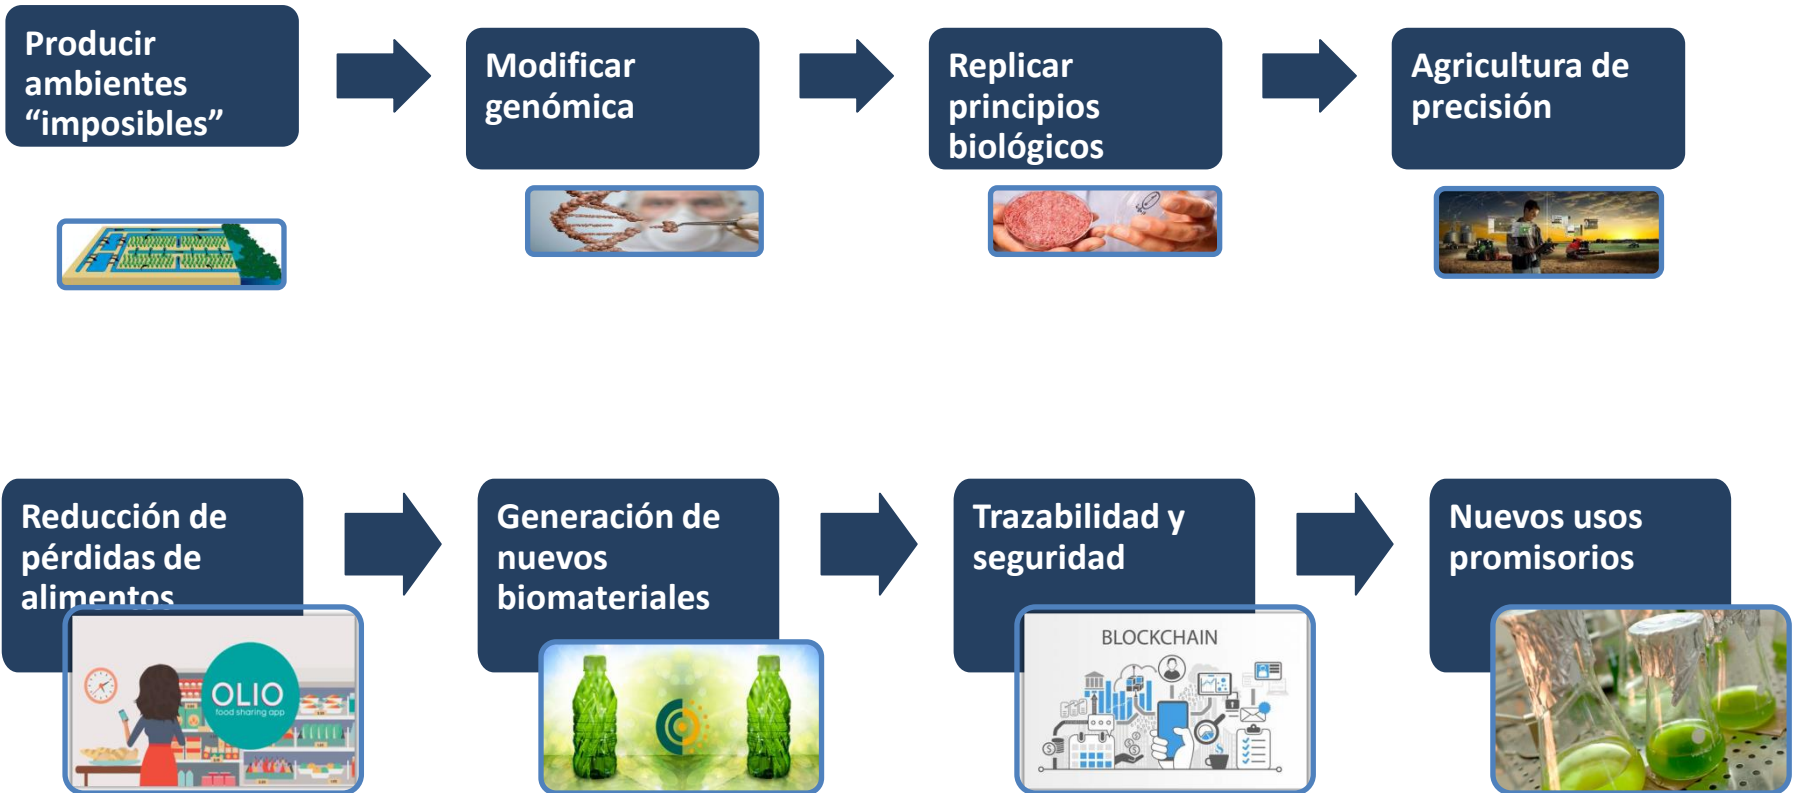 Producir
ambientes
“imposibles”
Modificar
genómica
Replicar
principios
biológicos
Agricultura de
precisión
Reducción de
pérdidas de
alimentos
OLIO
food sharing app
Generación de
nuevos
biomateriales
Trazabilidad y
seguridad
BLOCKCHAIN
Nuevos usos
promisorios